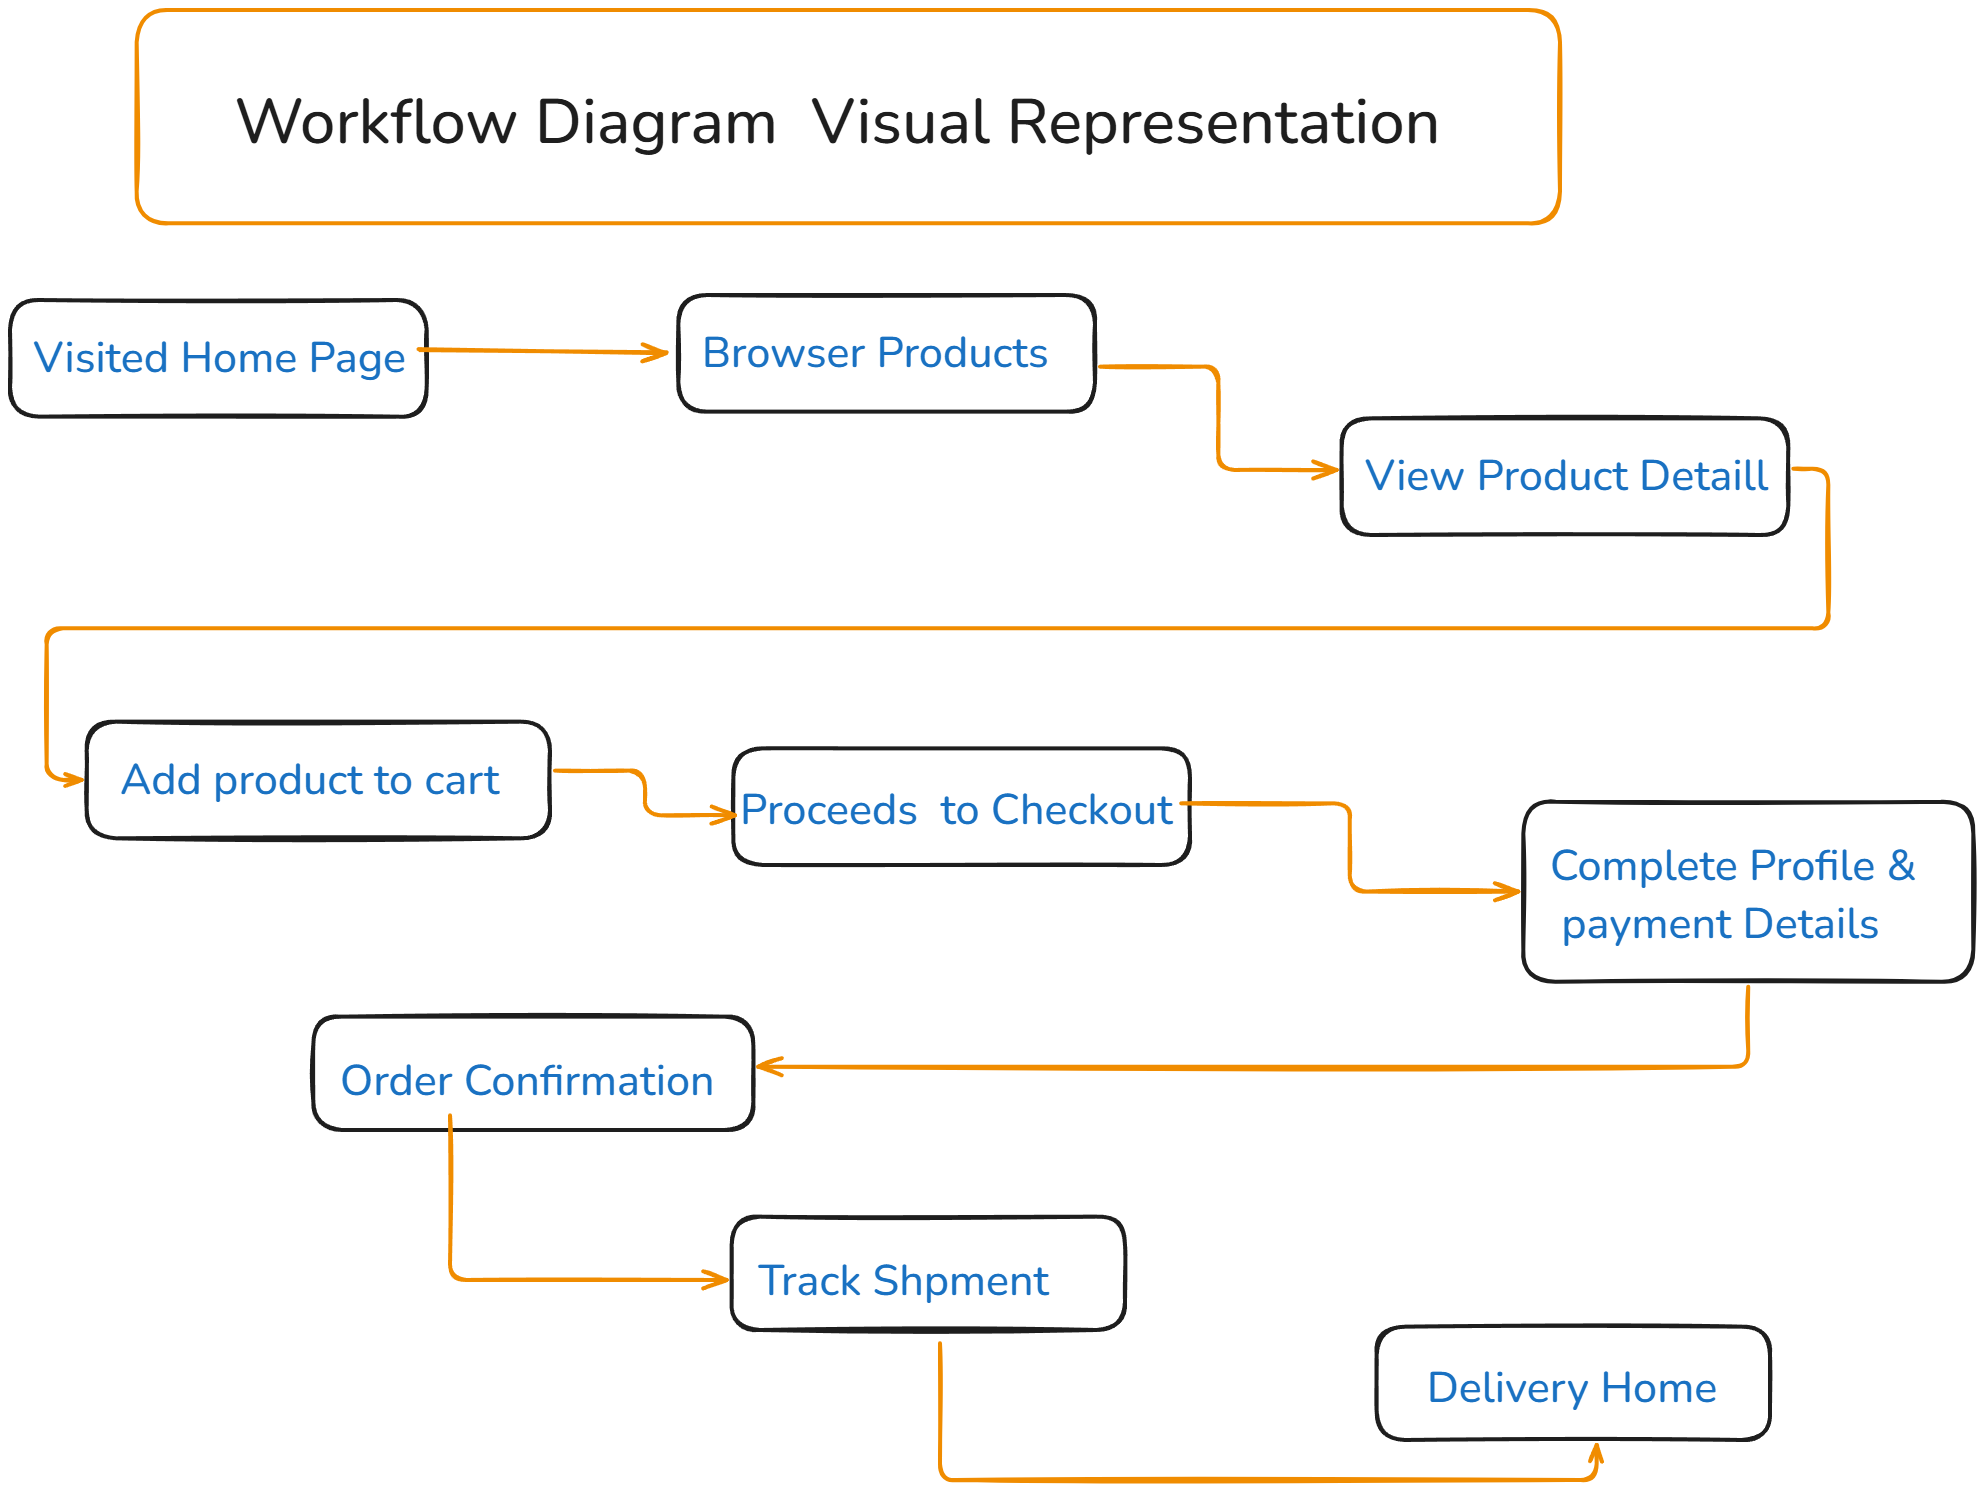 Workflow Diagram  Visual Representation
Visited Home Page
Browser Products
View Product Detaill
Add product to cart
Proceeds  to Checkout
Complete Profile &
payment Details
Order Confirmation
Track Shpment
Delivery Home